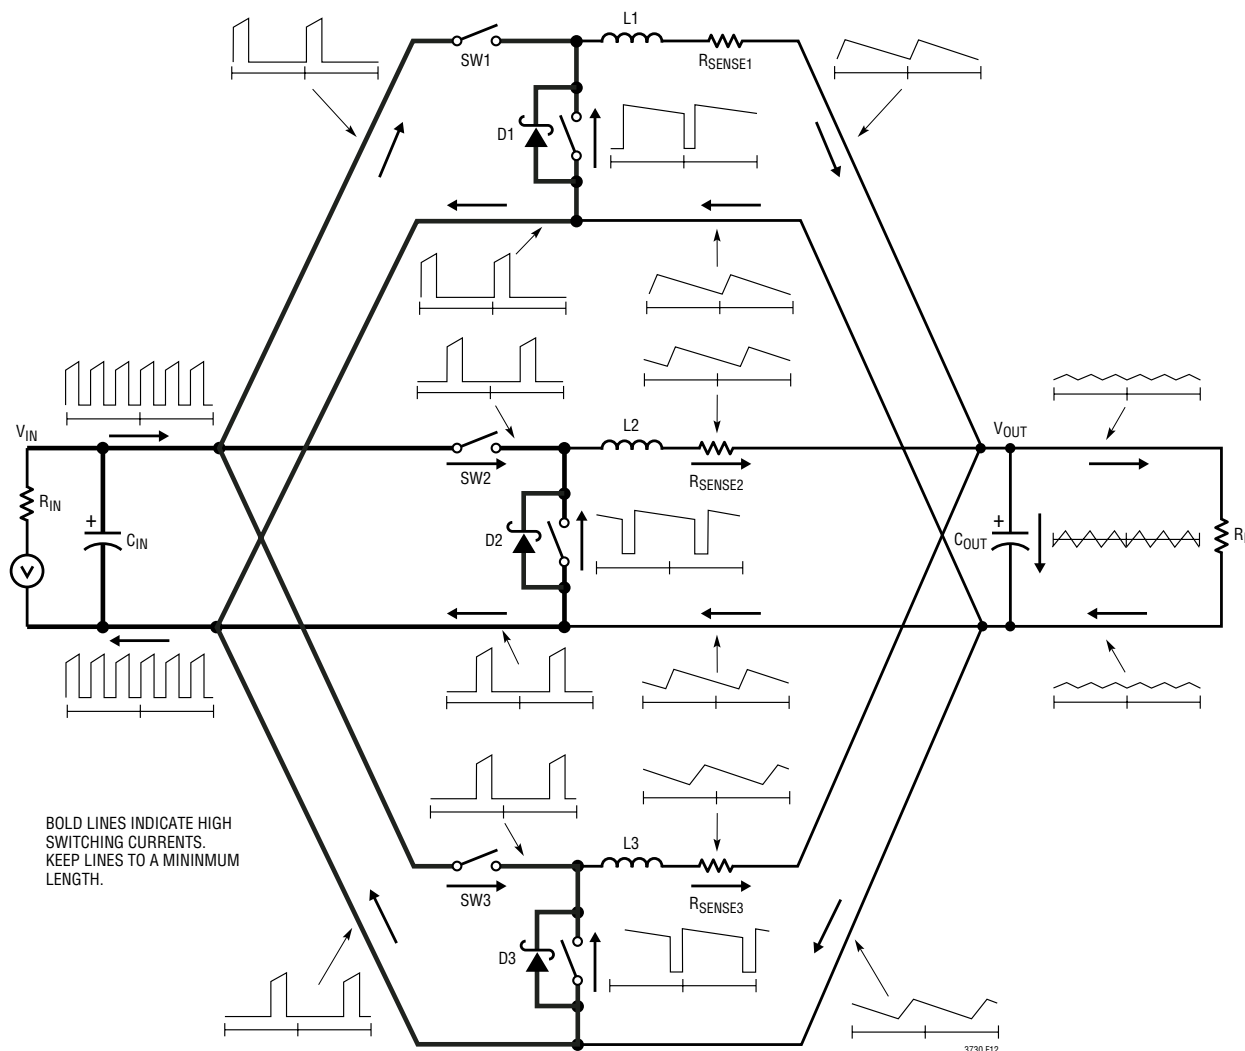 L1
SW1
RSENSE1
D1
L2
VIN
VOUT
SW2
RSENSE2
RIN
+
CIN
D2
+
COUT
V
BOLD LINES INDICATE HIGH
SWITCHING CURRENTS.
KEEP LINES TO A MININMUM
LENGTH.
L3
SW3
RSENSE3
D3
3730 F12